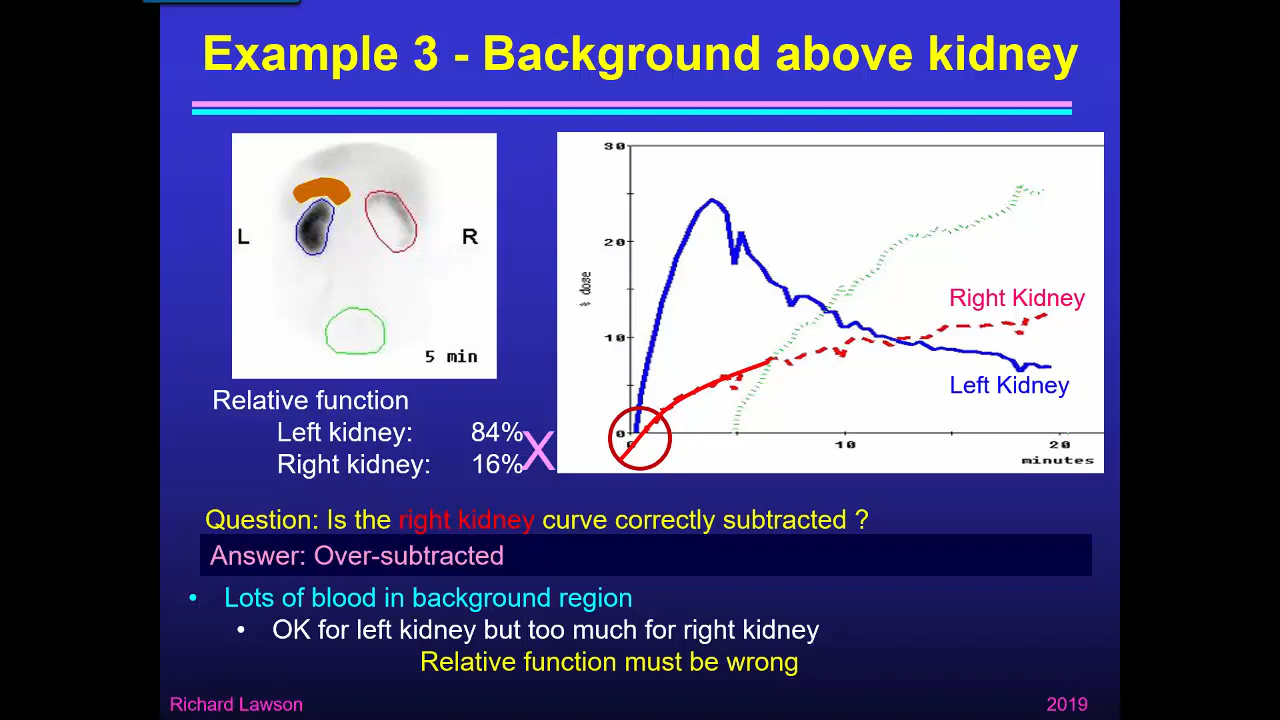 Example 3 - Background above kidney
L
R
5 min
30
20
10
0
% dose
0
10
20
minutes
Right Kidney
Left Kidney
Relative function
Left kidney: 84%
Right kidney: 16%
X
Question: Is the right kidney curve correctly subtracted ?
Answer: Over-subtracted
• Lots of blood in background region
• OK for left kidney but too much for right kidney
Relative function must be wrong
Richard Lawson
2019